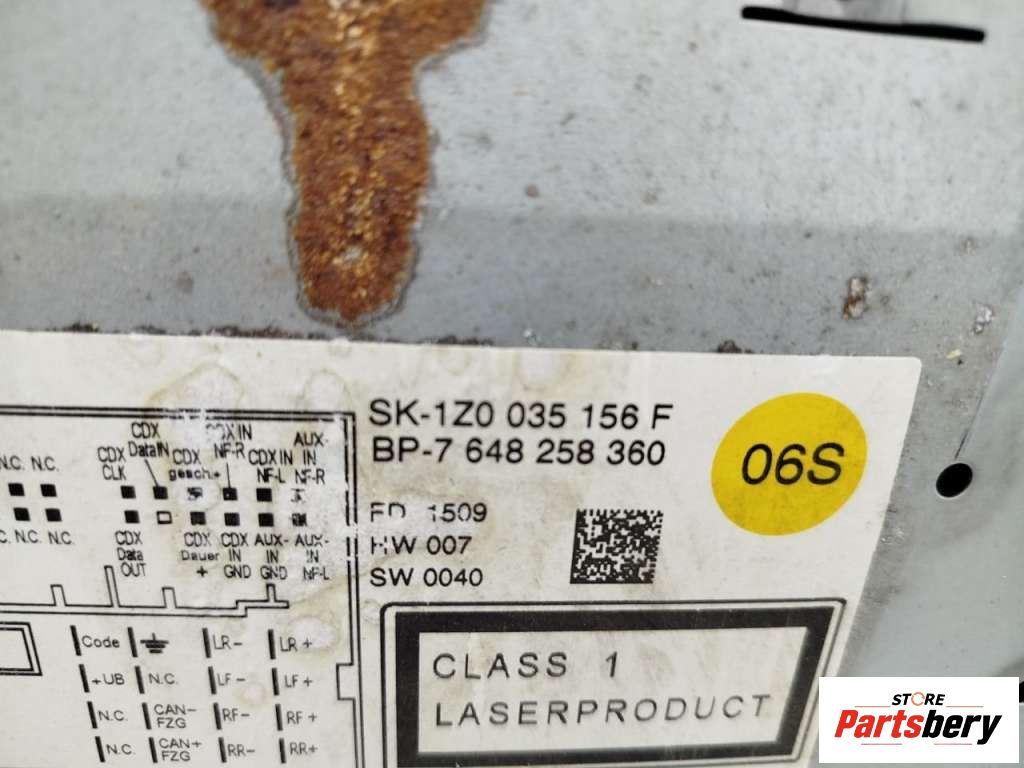 SK-1Z0 035 156 F
BP-7 648 258 360
06S
FD 1509
HW 007
SW 0040
CLASS 1
LASERPRODUCT
N.C. N.C.
CDX CLK
CDX DataIN
CDX gesch.+
CDX IN NF-R
CDX IN NF-L
AUX-IN NF-R
N.C. N.C.
CDX Data OUT
CDX Dauer +
CDX IN GND
AUX-IN GND
AUX-IN NF-L
Code LR- LR+
+UB N.C. LF- LF+
N.C. CAN-FZG RF- RF+
N.C. CAN+FZG RR- RR+
STORE
Partsbery